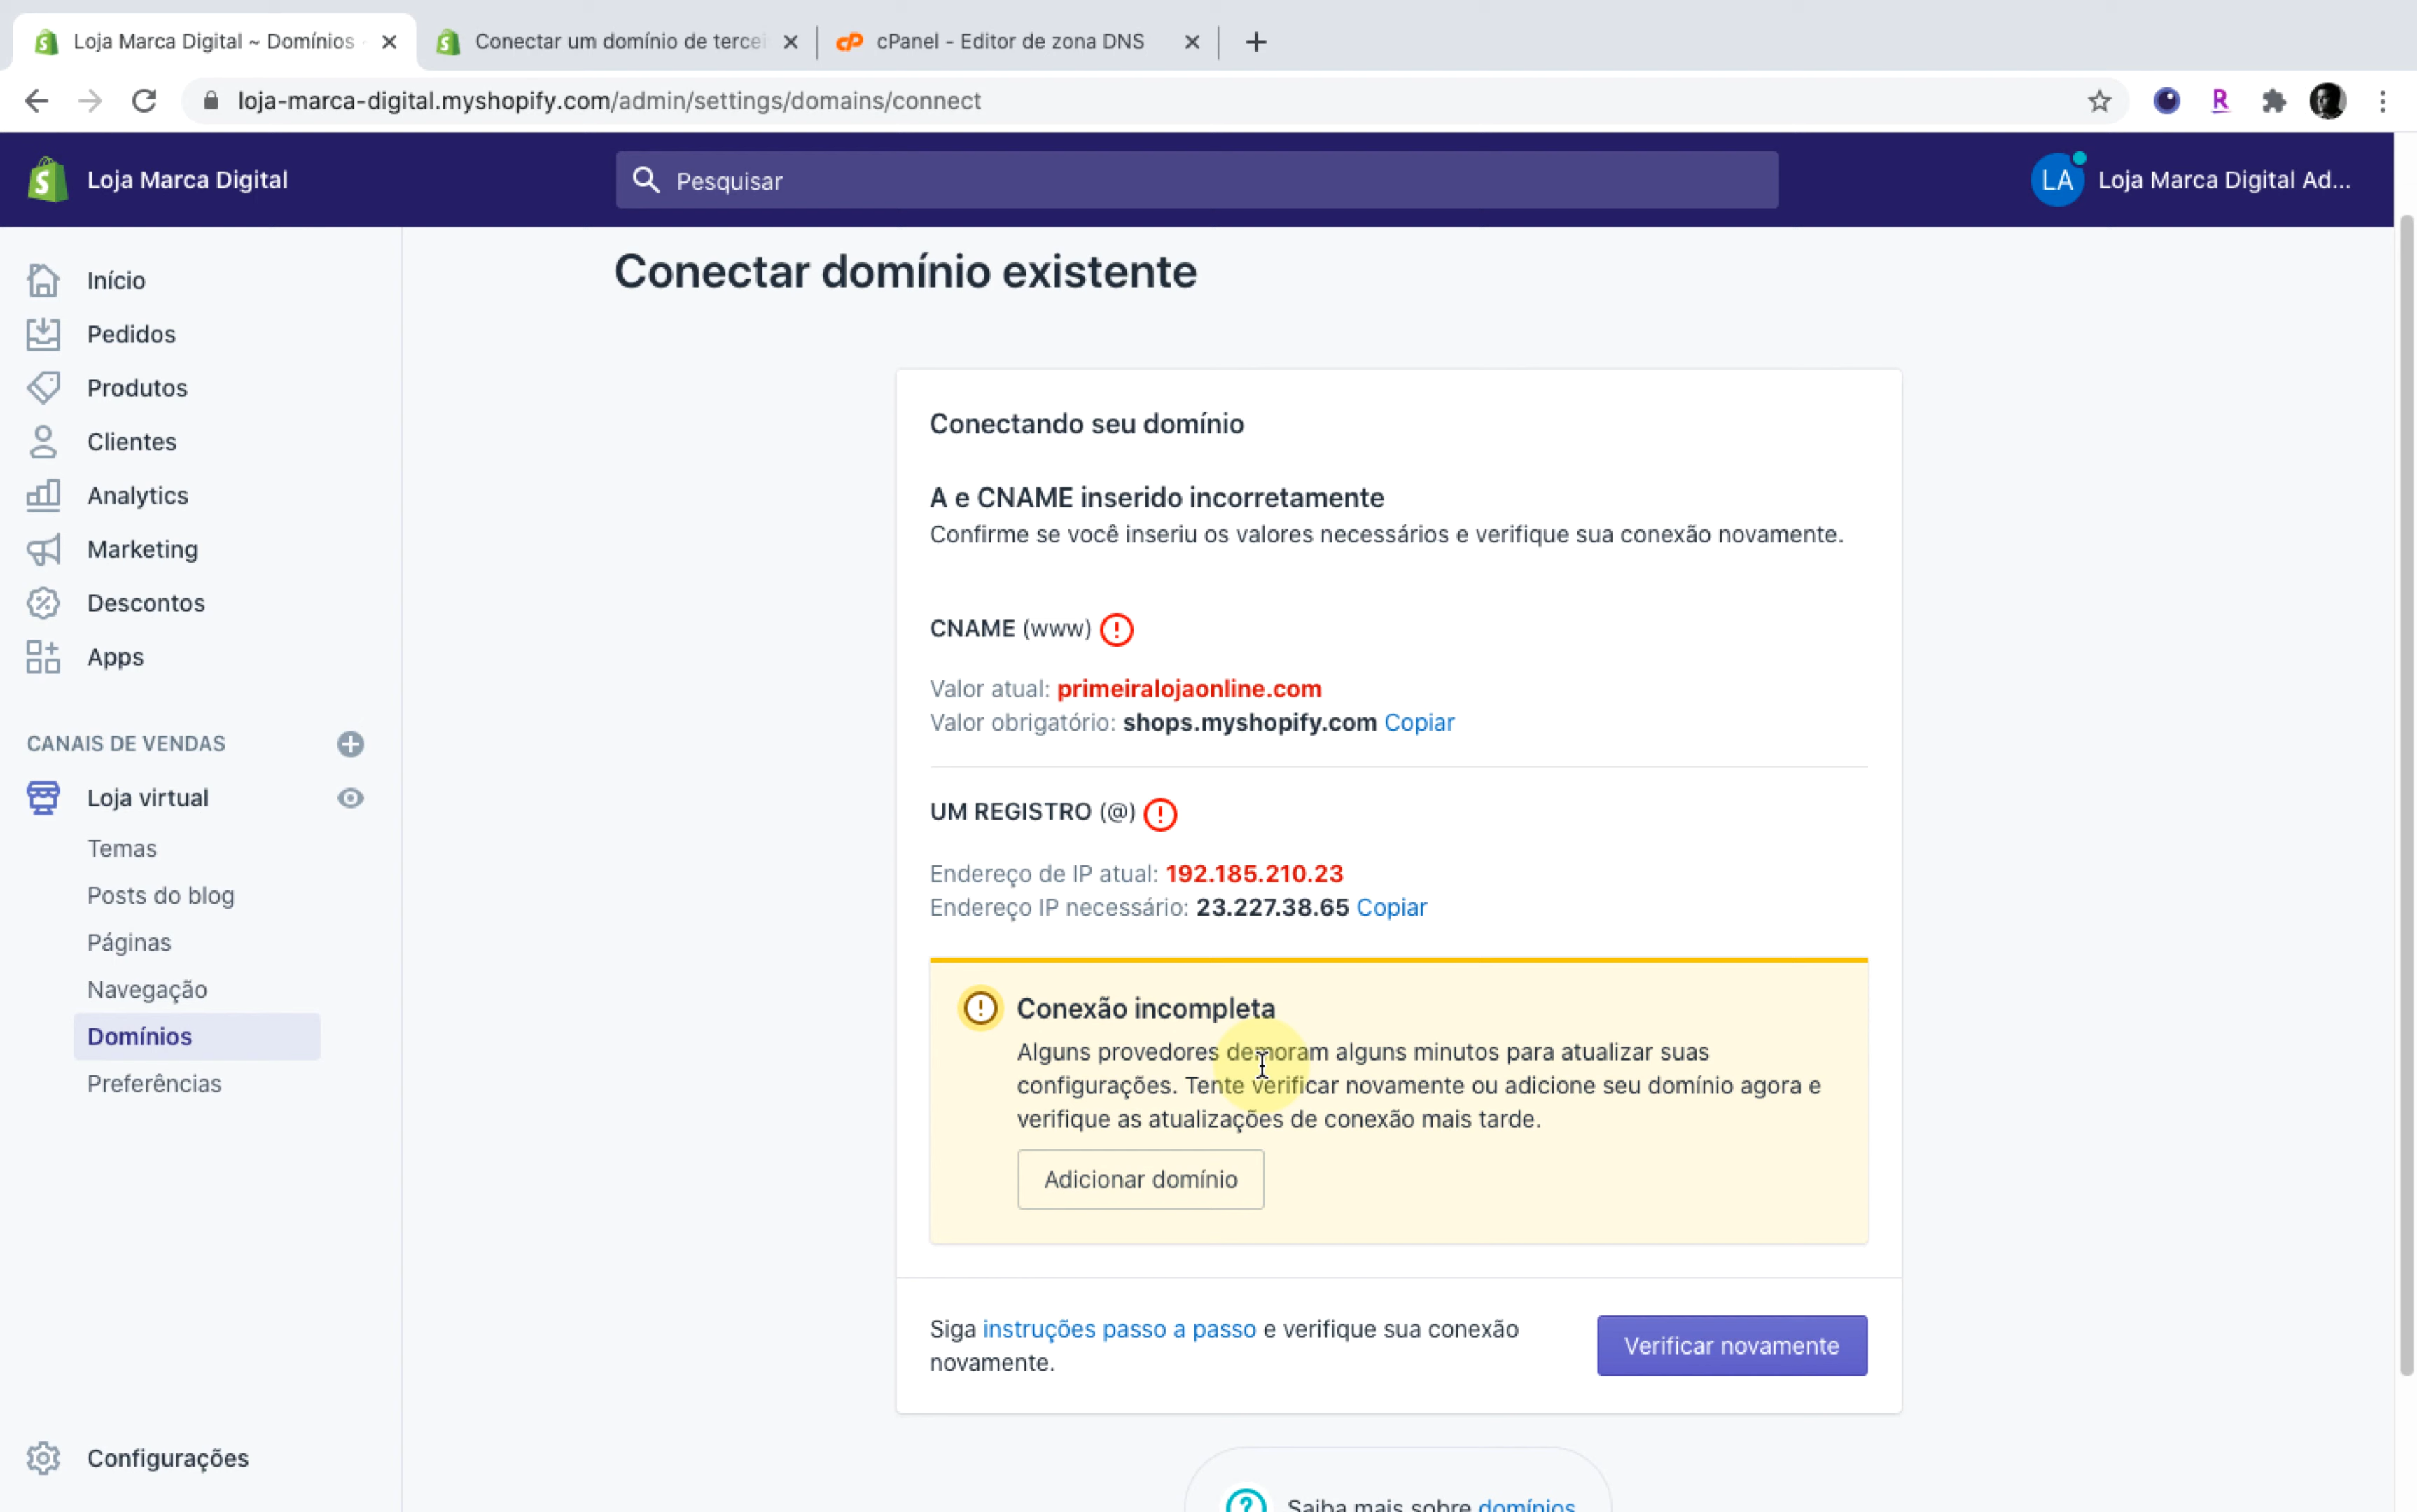 Loja Marca Digital ~ Domínios
Conectar um domínio de tercei
cPanel - Editor de zona DNS
loja-marca-digital.myshopify.com/admin/settings/domains/connect
R
Loja Marca Digital
Pesquisar
LA
Loja Marca Digital Ad...
Início
Pedidos
Produtos
Clientes
Analytics
Marketing
Descontos
Apps
CANAIS DE VENDAS
Loja virtual
Temas
Posts do blog
Páginas
Navegação
Domínios
Preferências
Configurações
Conectar domínio existente
Conectando seu domínio
A e CNAME inserido incorretamente
Confirme se você inseriu os valores necessários e verifique sua conexão novamente.
CNAME (www)
Valor atual: primeiralojaonline.com
Valor obrigatório: shops.myshopify.com Copiar
UM REGISTRO (@)
Endereço de IP atual: 192.185.210.23
Endereço IP necessário: 23.227.38.65 Copiar
Conexão incompleta
Alguns provedores demoram alguns minutos para atualizar suas
configurações. Tente verificar novamente ou adicione seu domínio agora e
verifique as atualizações de conexão mais tarde.
Adicionar domínio
Siga instruções passo a passo e verifique sua conexão
novamente.
Verificar novamente
Saiba mais sobre domínios